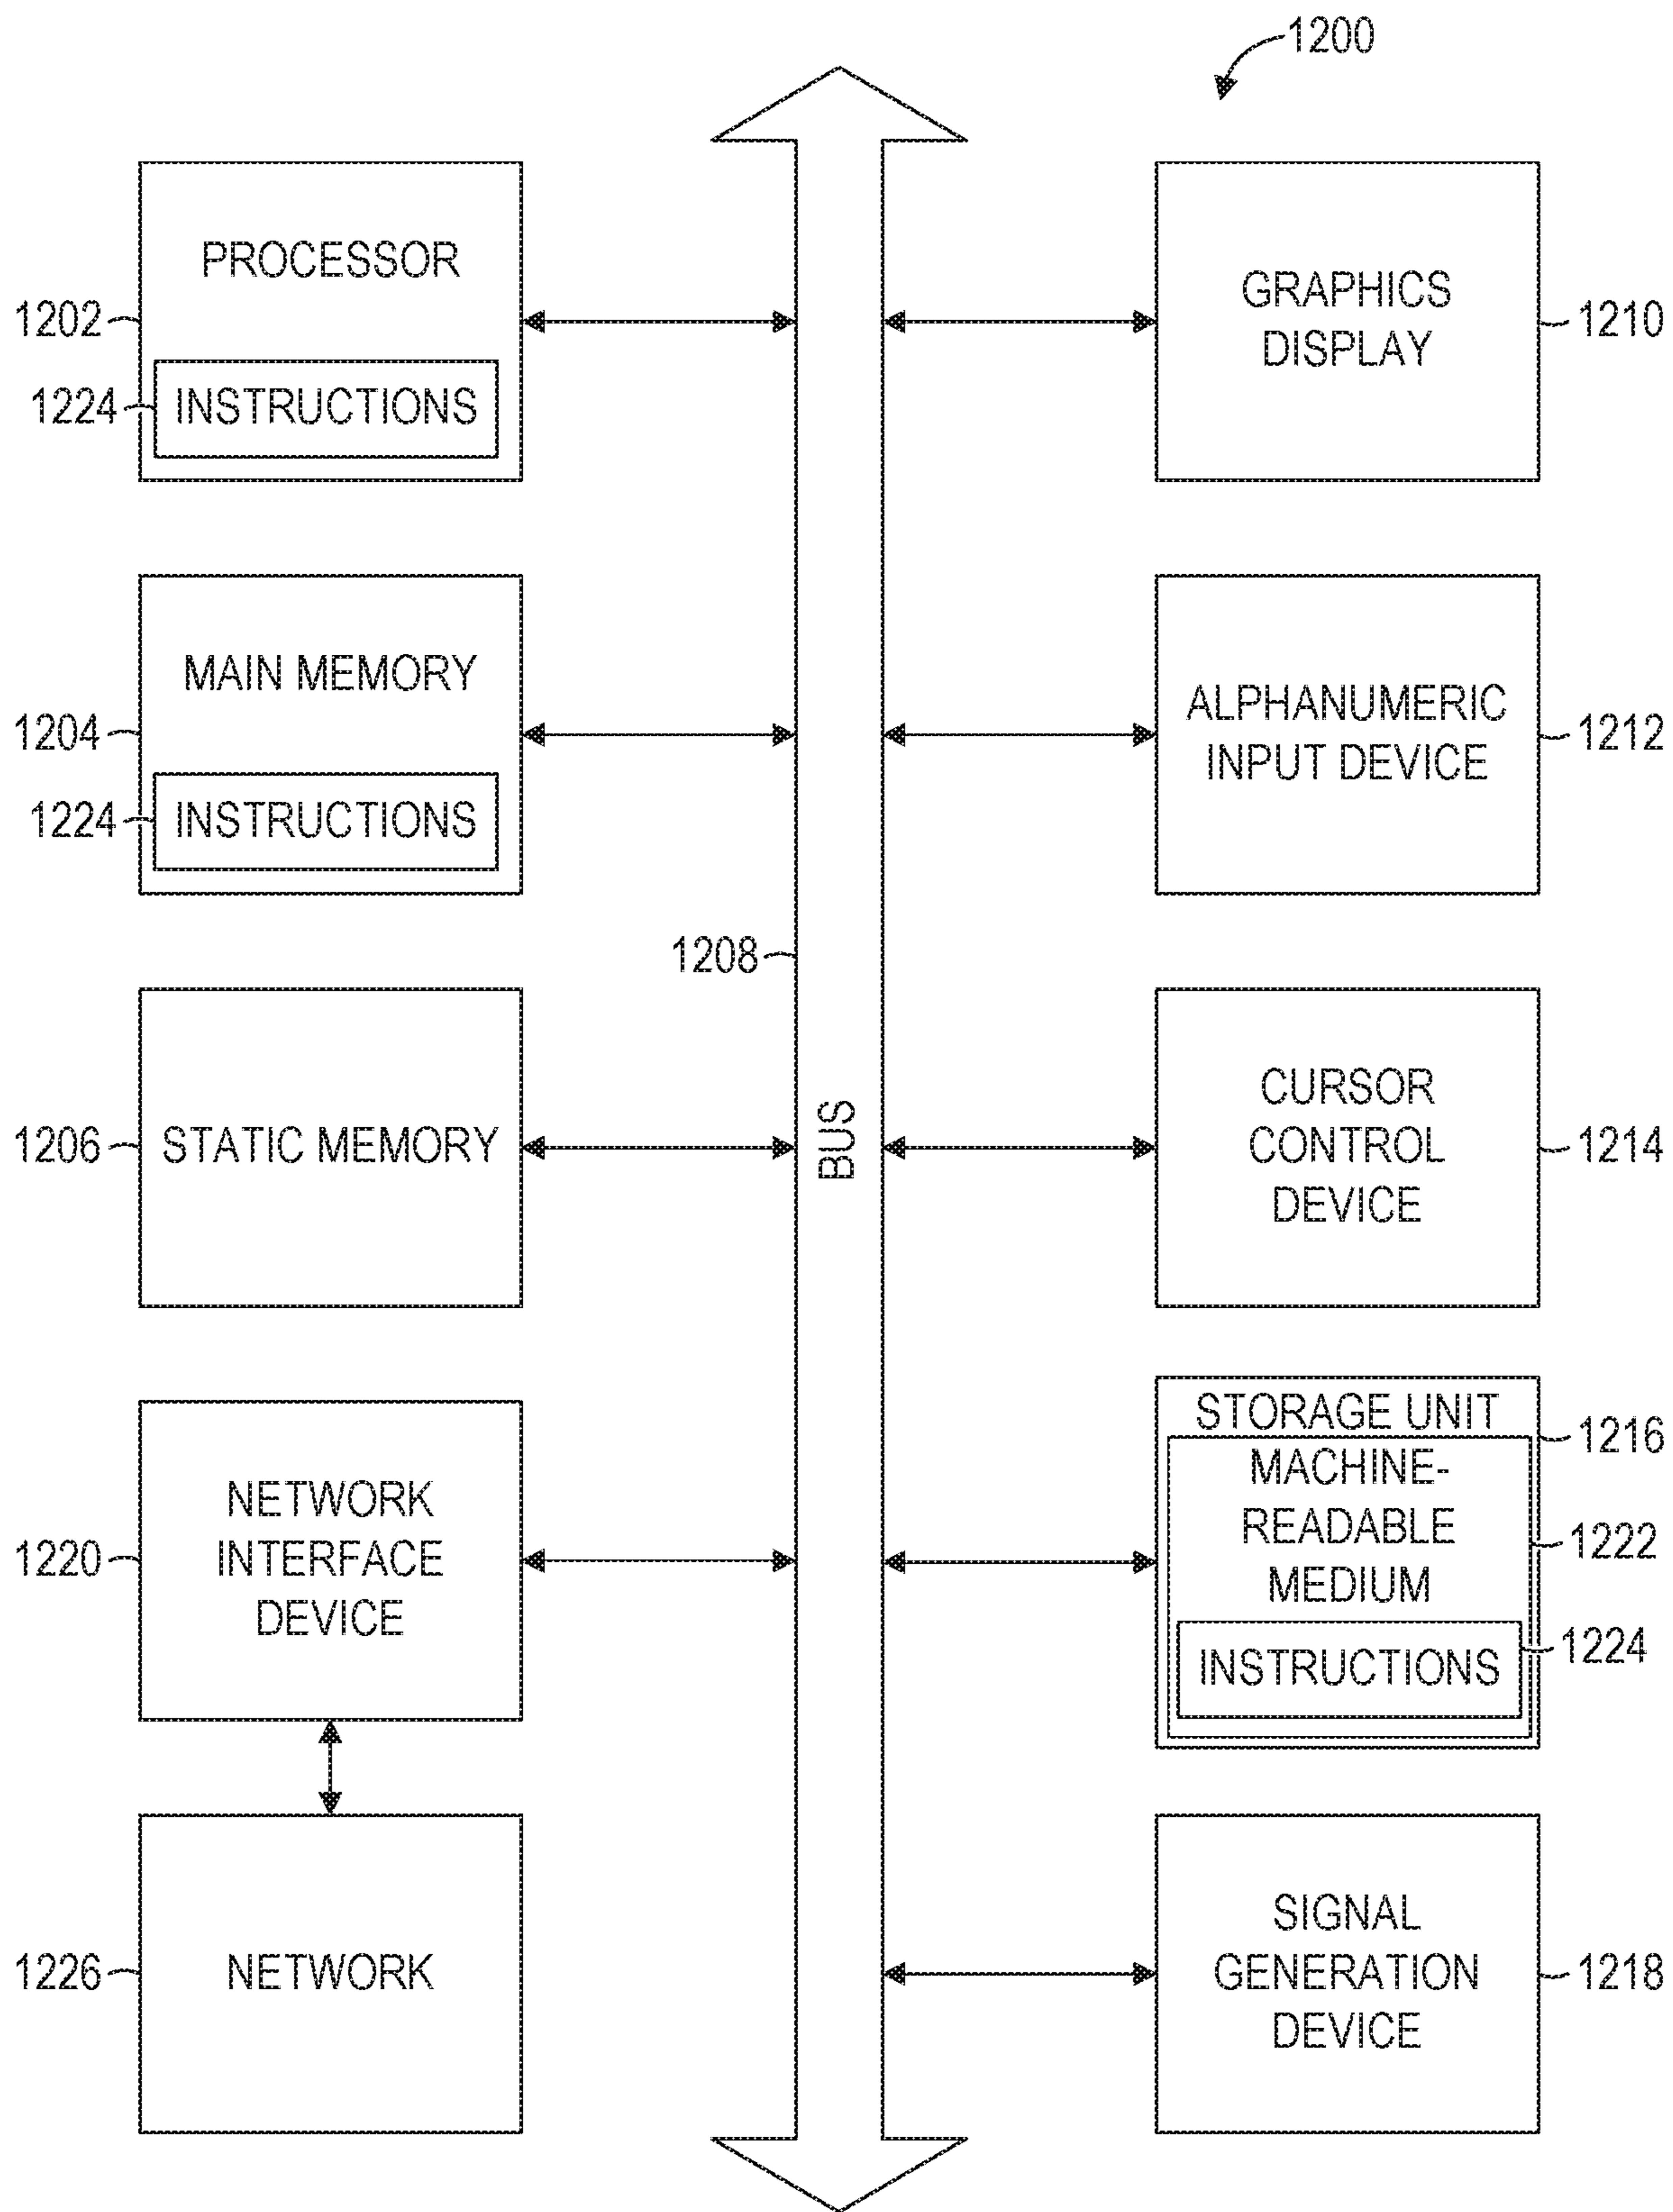 1200
PROCESSOR
1202
1224
INSTRUCTIONS
GRAPHICS
DISPLAY
1210
MAIN MEMORY
1204
1224
INSTRUCTIONS
ALPHANUMERIC
INPUT DEVICE
1212
1208
BUS
1206
STATIC MEMORY
CURSOR
CONTROL
DEVICE
1214
NETWORK
INTERFACE
DEVICE
1220
STORAGE UNIT
1216
MACHINE-
READABLE
MEDIUM
1222
INSTRUCTIONS
1224
1226
NETWORK
SIGNAL
GENERATION
DEVICE
1218